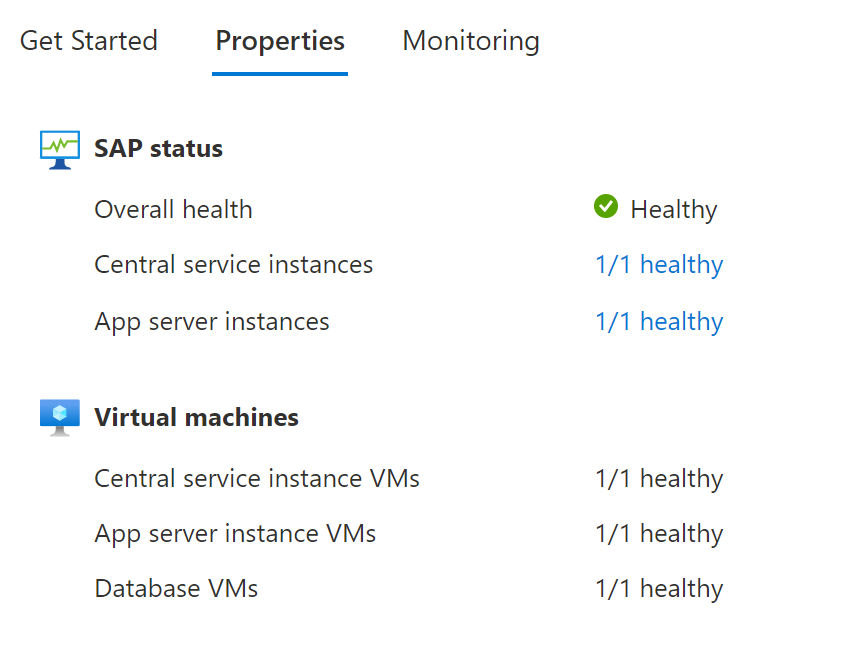 Get Started Properties Monitoring
SAP status
Overall health Healthy
Central service instances 1/1 healthy
App server instances 1/1 healthy
Virtual machines
Central service instance VMs 1/1 healthy
App server instance VMs 1/1 healthy
Database VMs 1/1 healthy